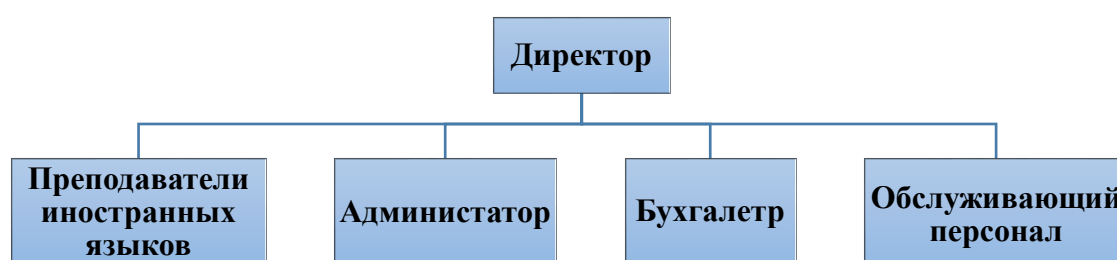 Директор
Преподаватели
иностранных
языков
Администатор
Бухгалетр
Обслуживающий
персонал